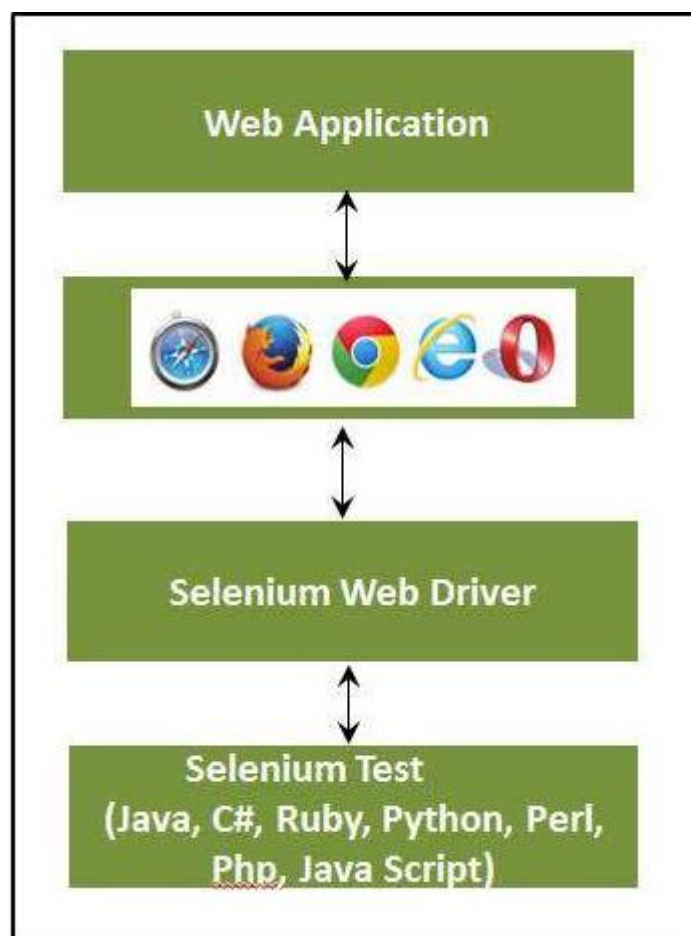 Web Application
Selenium Web Driver
Selenium Test
(Java, C#, Ruby, Python, Perl,
Php, Java Script)